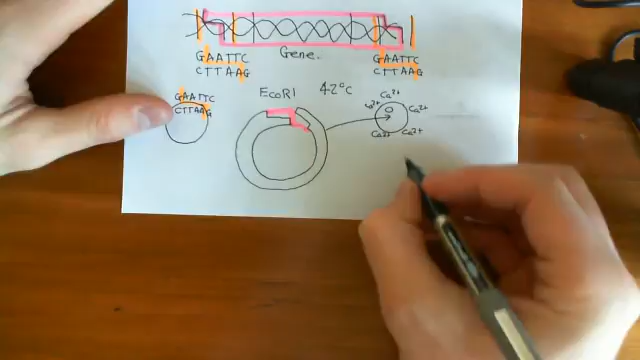 Gene.
GAATTC
CTTAAG
GAATTC
CTTAAG
GAATTC
CTTAAG
EcoRI 42°C
Ca2+
Ca2+
Ca2+
Ca2+